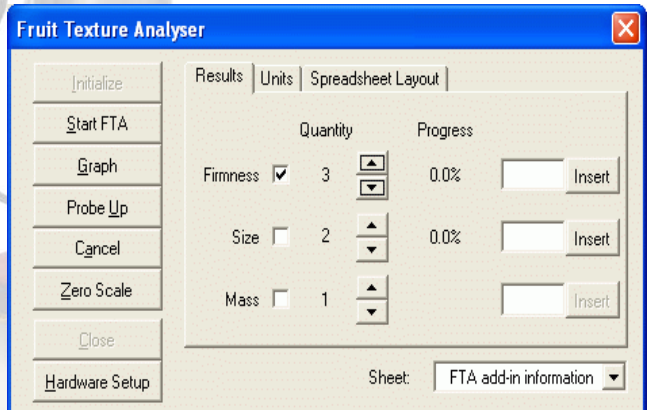 Fruit Texture Analyser
Initialize
Start FTA
Graph
Probe Up
Cancel
Zero Scale
Close
Hardware Setup
Results Units Spreadsheet Layout
Quantity Progress
Firmness 3 0.0% Insert
Size 2 0.0% Insert
Mass 1 Insert
Sheet: FTA add-in information